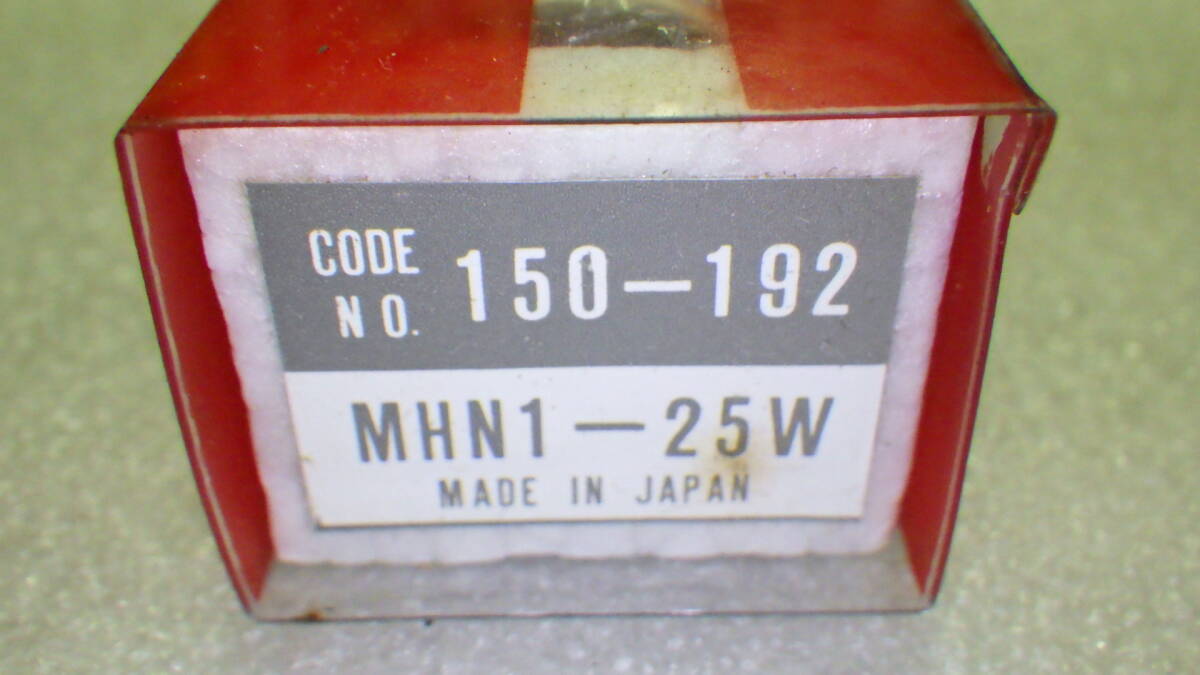 CODE NO. 150-192
MHN1-25W
MADE IN JAPAN